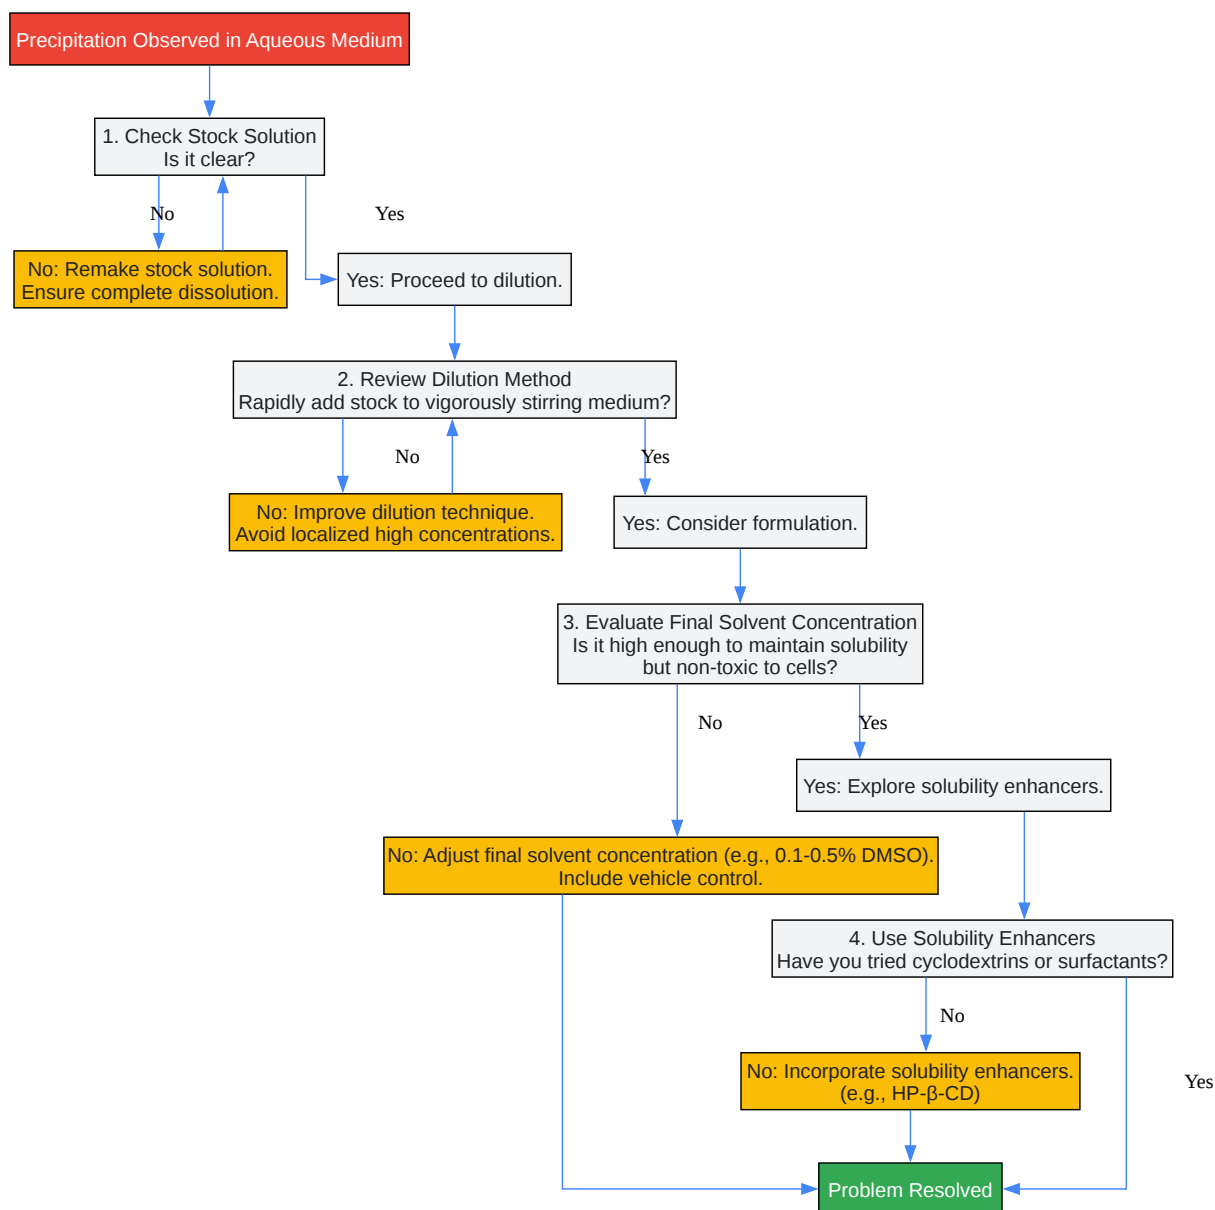 Precipitation Observed in Aqueous Medium
1. Check Stock Solution
Is it clear?
No
Yes
No: Remake stock solution.
Ensure complete dissolution.
Yes: Proceed to dilution.
2. Review Dilution Method
Rapidly add stock to vigorously stirring medium?
No
Yes
No: Improve dilution technique.
Avoid localized high concentrations.
Yes: Consider formulation.
3. Evaluate Final Solvent Concentration
Is it high enough to maintain solubility
but non-toxic to cells?
No
Yes
Yes: Explore solubility enhancers.
No: Adjust final solvent concentration (e.g., 0.1-0.5% DMSO).
Include vehicle control.
4. Use Solubility Enhancers
Have you tried cyclodextrins or surfactants?
No
No: Incorporate solubility enhancers.
(e.g., HP-β-CD)
Yes
Problem Resolved